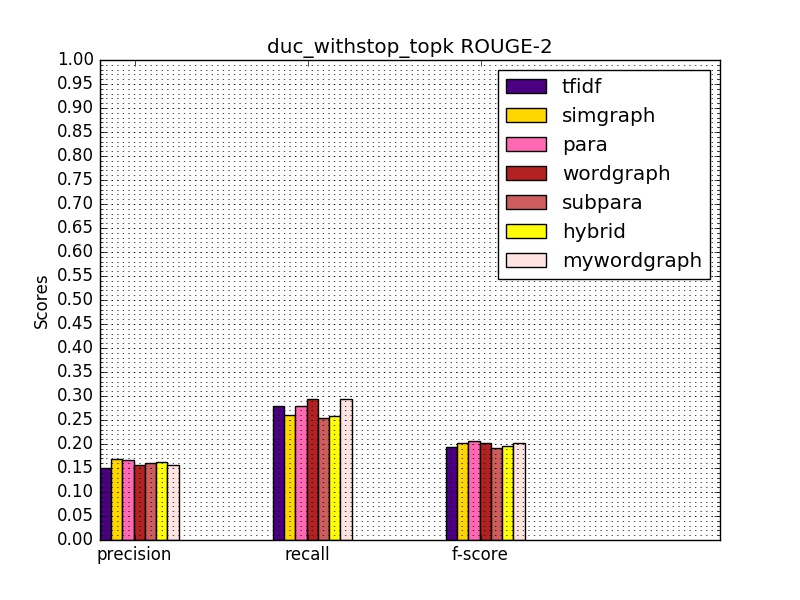 duc_withstop_topk ROUGE-2
1.00
0.95
0.90
0.85
0.80
0.75
0.70
0.65
0.60
0.55
0.50
0.45
0.40
0.35
0.30
0.25
0.20
0.15
0.10
0.05
0.00
Scores
tfidf
simgraph
para
wordgraph
subpara
hybrid
mywordgraph
precision
recall
f-score